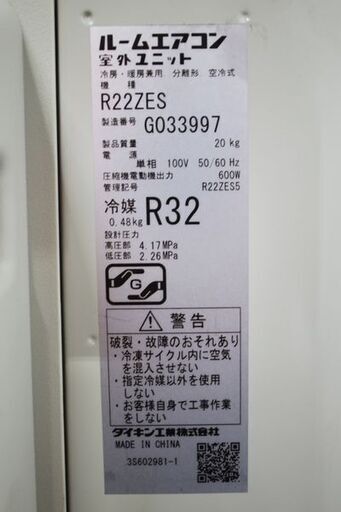 ルームエアコン
室外ユニット
冷房・暖房兼用 分離形 空冷式
機種
R22ZES
製造番号 G033997
製品質量 20kg
電源
単相 100V 50/60Hz
圧縮機電動機出力 600W
管理記号 R22ZES5
冷媒 R32
0.48kg
設計圧力
高圧部 4.17MPa
低圧部 2.26MPa
G
警告
破裂・故障のおそれあり
・冷凍サイクル内に空気
を混入させない
・指定冷媒以外を使用
しない
・お客様自身で工事作業
をしない
ダイキン工業株式会社
MADE IN CHINA
3S602981-1